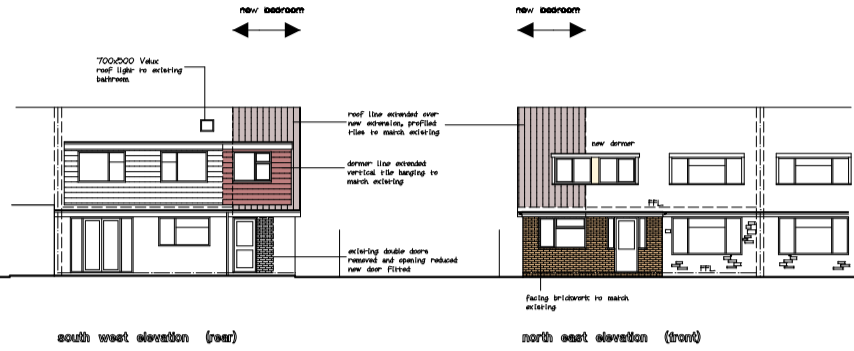 new bedroom
new bedroom
700x500 Velux
roof light to existing
bathroom
roof line extended over
new extension, profiled
tiles to match existing
new dormer
dormer line extended
vertical tile hanging to
match existing
FFL
existing double doors
removed and opening reduced
new door fitted
FFL
facing brickwork to match
existing
south west elevation (rear)
north east elevation (front)